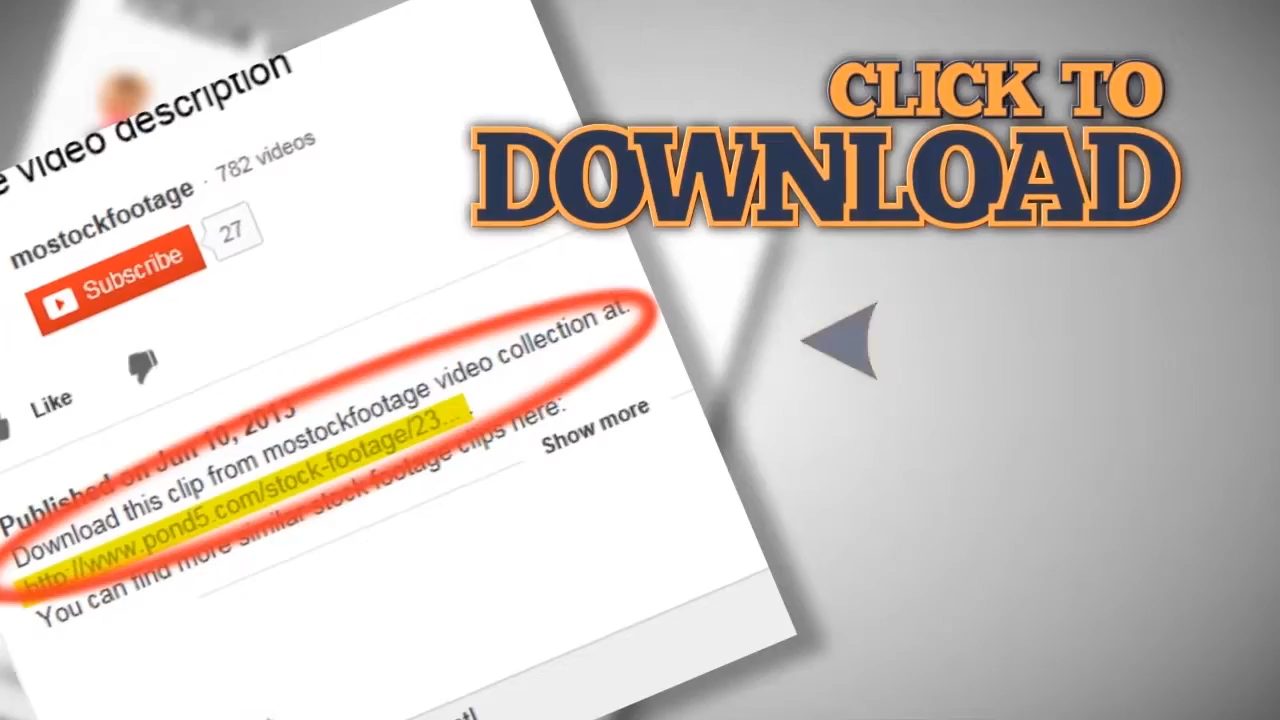 CLICK TO
DOWNLOAD
video description
mostockfootage · 782 videos
Subscribe 27
Like
Published on Jun 10, 2013
Download this clip from mostockfootage video collection at:
http://www.pond5.com/stock-footage/23...
You can find more similar stock footage clips here:
Show more